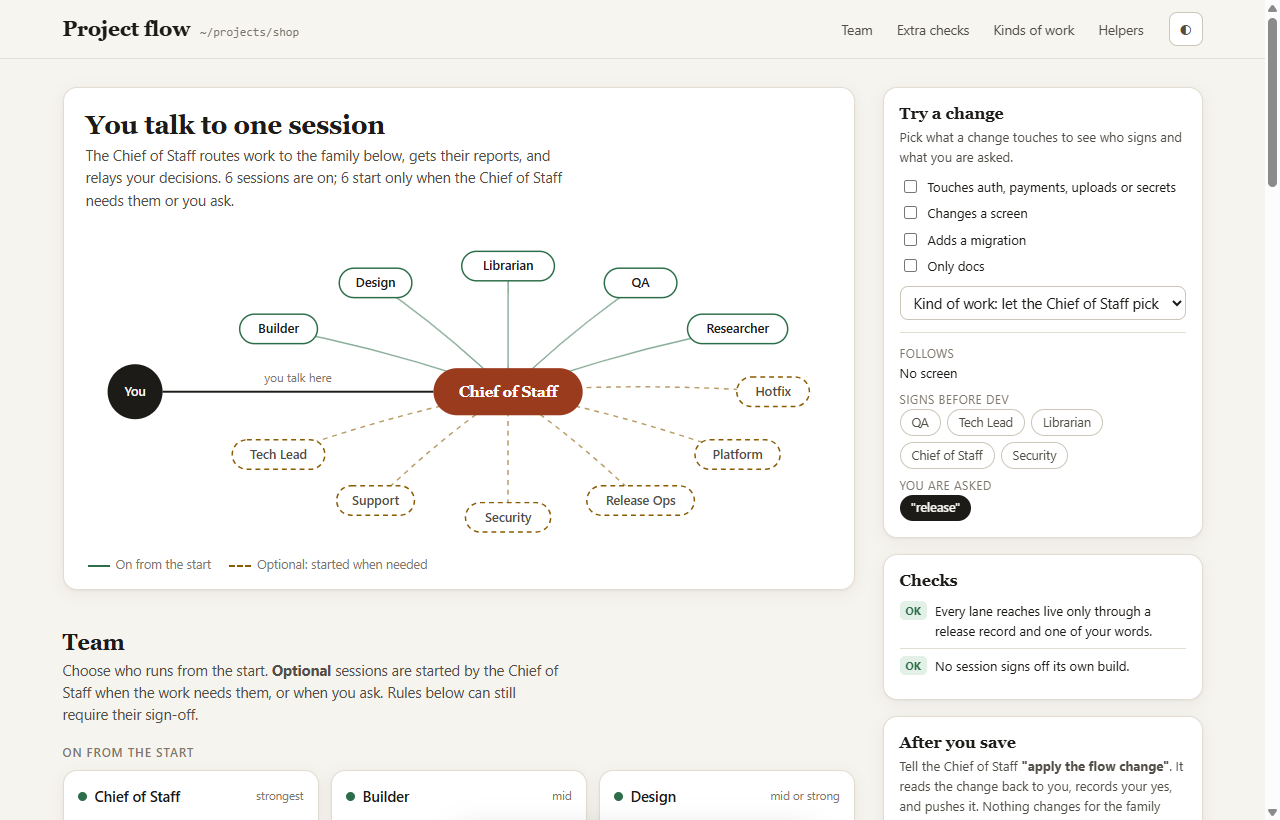 Project flow ~/projects/shop
Team Extra checks Kinds of work Helpers
You talk to one session
The Chief of Staff routes work to the family below, gets their reports, and
relays your decisions. 6 sessions are on; 6 start only when the Chief of Staff
needs them or you ask.
Librarian
Design
QA
Builder
Researcher
You
you talk here
Chief of Staff
Hotfix
Tech Lead
Platform
Support
Release Ops
Security
On from the start Optional: started when needed
Team
Choose who runs from the start. Optional sessions are started by the Chief of
Staff when the work needs them, or when you ask. Rules below can still
require their sign-off.
ON FROM THE START
Chief of Staff strongest
Builder mid
Design mid or strong
Try a change
Pick what a change touches to see who signs and
what you are asked.
Touches auth, payments, uploads or secrets
Changes a screen
Adds a migration
Only docs
Kind of work: let the Chief of Staff pick
FOLLOWS
No screen
SIGNS BEFORE DEV
QA Tech Lead Librarian
Chief of Staff Security
YOU ARE ASKED
"release"
Checks
OK Every lane reaches live only through a
release record and one of your words.
OK No session signs off its own build.
After you save
Tell the Chief of Staff "apply the flow change". It
reads the change back to you, records your yes,
and pushes it. Nothing changes for the family